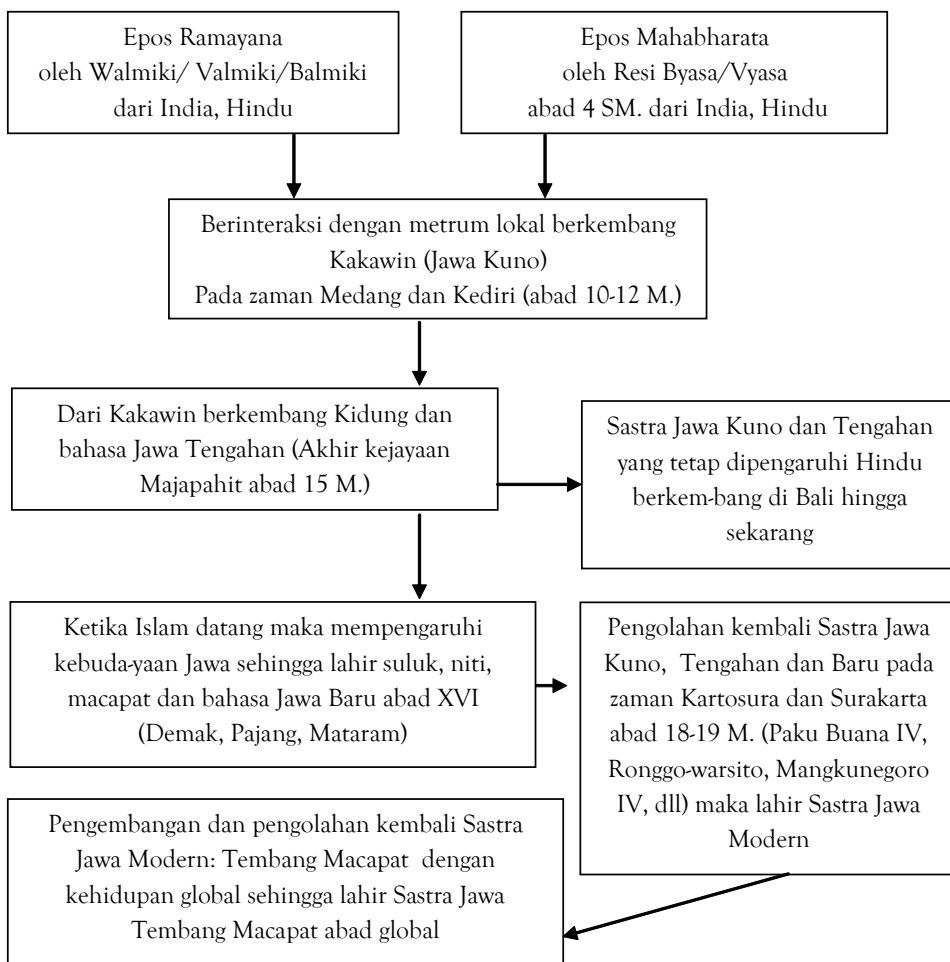 Epos Ramayana
oleh Walmiki/ Valmiki/Balmiki
dari India, Hindu
Epos Mahabharata
oleh Resi Byasa/Vyasa
abad 4 SM. dari India, Hindu
Berinteraksi dengan metrum lokal berkembang
Kakawin (Jawa Kuno)
Pada zaman Medang dan Kediri (abad 10-12 M.)
Dari Kakawin berkembang Kidung dan
bahasa Jawa Tengahan (Akhir kejayaan
Majapahit abad 15 M.)
Sastra Jawa Kuno dan Tengahan
yang tetap dipengaruhi Hindu
berkem-bang di Bali hingga
sekarang
Ketika Islam datang maka mempengaruhi
kebuda-yaan Jawa sehingga lahir suluk, niti,
macapat dan bahasa Jawa Baru abad XVI
(Demak, Pajang, Mataram)
Pengolahan kembali Sastra Jawa
Kuno, Tengahan dan Baru pada
zaman Kartosura dan Surakarta
abad 18-19 M. (Paku Buana IV,
Ronggo-warsito, Mangkunegoro
IV, dll) maka lahir Sastra Jawa
Modern
Pengembangan dan pengolahan kembali Sastra
Jawa Modern: Tembang Macapat dengan
kehidupan global sehingga lahir Sastra Jawa
Tembang Macapat abad global